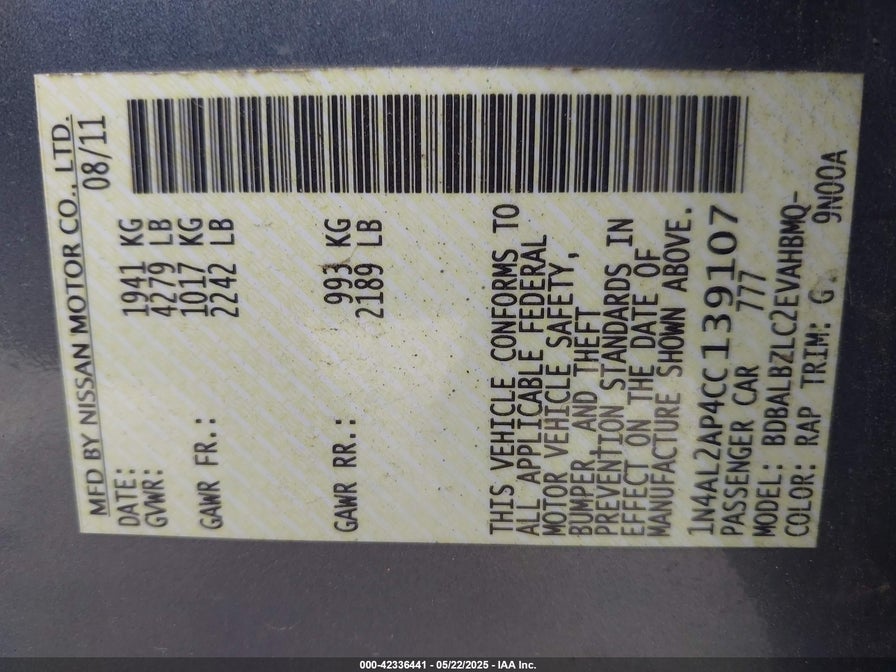 MFD BY NISSAN MOTOR CO., LTD.
DATE: 08/11
GVWR: 1941 KG
4279 LB
GAWR FR.: 1017 KG
2242 LB
GAWR RR.: 993 KG
2189 LB
THIS VEHICLE CONFORMS TO
ALL APPLICABLE FEDERAL
MOTOR VEHICLE SAFETY,
BUMPER, AND THEFT
PREVENTION STANDARDS IN
EFFECT ON THE DATE OF
MANUFACTURE SHOWN ABOVE.
1N4AL2AP4CC139107
PASSENGER CAR 777
MODEL: BDBALBZLC2EVAHBMQ-
COLOR: RAP TRIM: G 9N00A
000-42336441 - 05/22/2025 - IAA Inc.